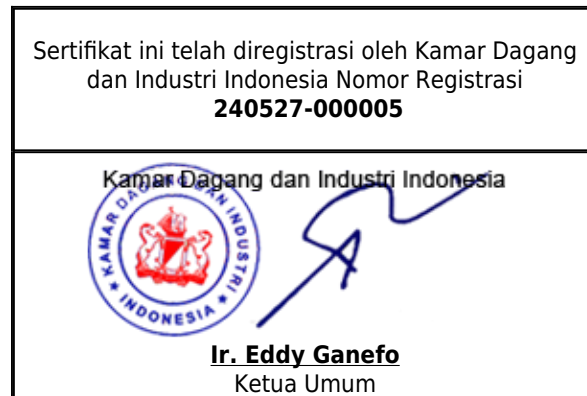 Sertifikat ini telah diregistrasi oleh Kamar Dagang
dan Industri Indonesia Nomor Registrasi
240527-000005
Kamar Dagang dan Industri Indonesia
KAMAR DAGANG DAN INDUSTRI
INDONESIA
Ir. Eddy Ganefo
Ketua Umum